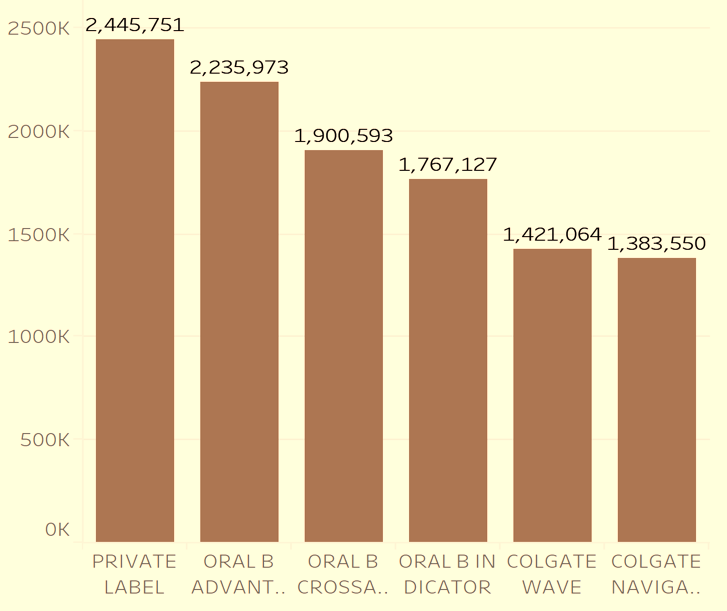 2500K
2000K
1500K
1000K
500K
0K
2,445,751
2,235,973
1,900,593
1,767,127
1,421,064
1,383,550
PRIVATE
LABEL
ORAL B
ADVANT..
ORAL B
CROSSA..
ORAL B IN
DICATOR
COLGATE
WAVE
COLGATE
NAVIGA..